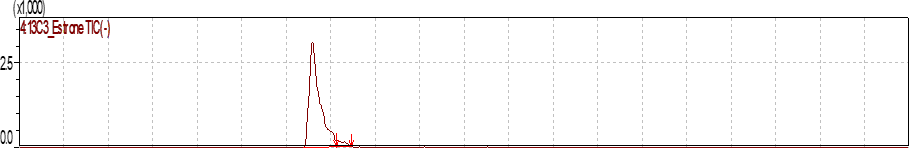 (x1,000)
4:13C3_Estrone TIC(-)
2.5
0.0